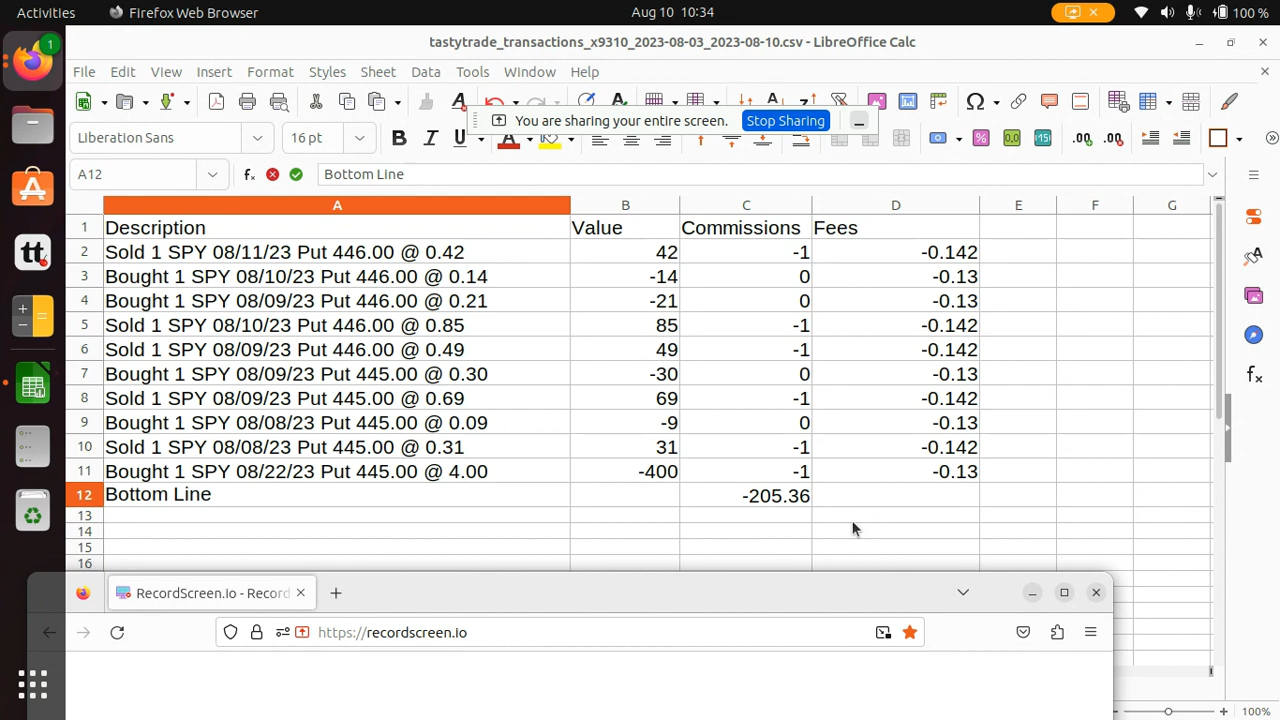 Activities Firefox Web Browser Aug 10 10:34 100 %
1
tastytrade_transactions_x9310_2023-08-03_2023-08-10.csv - LibreOffice Calc
File Edit View Insert Format Styles Sheet Data Tools Window Help
You are sharing your entire screen. Stop Sharing
Liberation Sans 16 pt
A12 Bottom Line
A B C D E F G
1 Description Value Commissions Fees
2 Sold 1 SPY 08/11/23 Put 446.00 @ 0.42 42 -1 -0.142
3 Bought 1 SPY 08/10/23 Put 446.00 @ 0.14 -14 0 -0.13
4 Bought 1 SPY 08/09/23 Put 446.00 @ 0.21 -21 0 -0.13
5 Sold 1 SPY 08/10/23 Put 446.00 @ 0.85 85 -1 -0.142
6 Sold 1 SPY 08/09/23 Put 446.00 @ 0.49 49 -1 -0.142
7 Bought 1 SPY 08/09/23 Put 445.00 @ 0.30 -30 0 -0.13
8 Sold 1 SPY 08/09/23 Put 445.00 @ 0.69 69 -1 -0.142
9 Bought 1 SPY 08/08/23 Put 445.00 @ 0.09 -9 0 -0.13
10 Sold 1 SPY 08/08/23 Put 445.00 @ 0.31 31 -1 -0.142
11 Bought 1 SPY 08/22/23 Put 445.00 @ 4.00 -400 -1 -0.13
12 Bottom Line -205.36
13
14
15
16
RecordScreen.Io - Record
https://recordscreen.io
100%